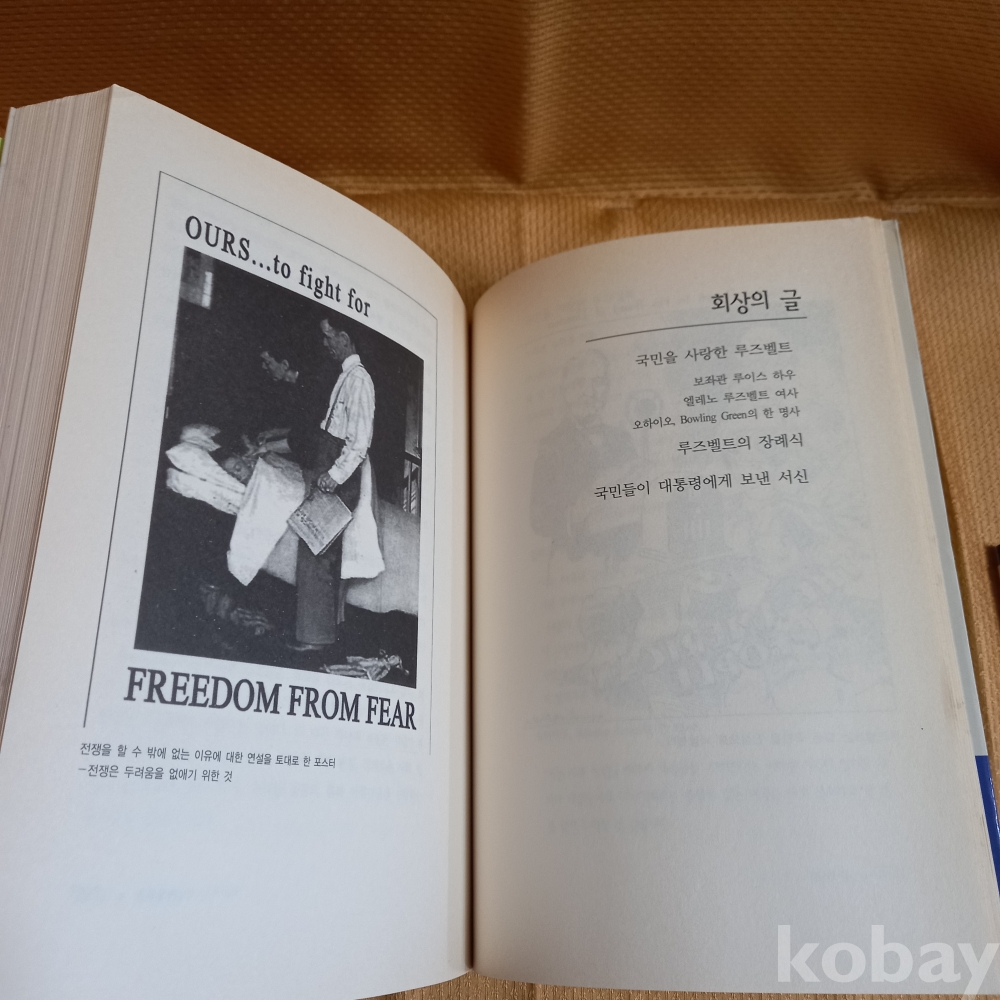 OURS...to fight for
FREEDOM FROM FEAR
전쟁을 할 수 밖에 없는 이유에 대한 연설을 토대로 한 포스터
-전쟁은 두려움을 없애기 위한 것
회상의 글
국민을 사랑한 루즈벨트
보좌관 루이스 하우
엘레노 루즈벨트 여사
오하이오, Bowling Green의 한 명사
루즈벨트의 장례식
국민들이 대통령에게 보낸 서신
kobay